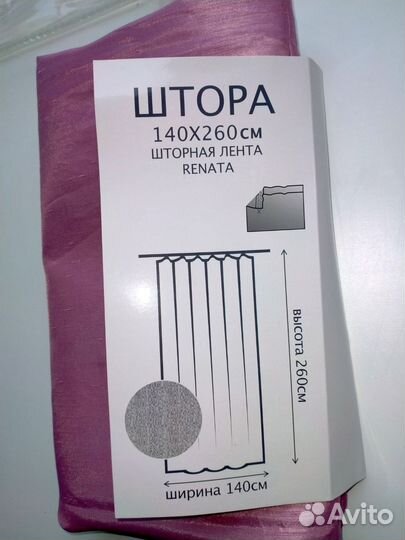 ШТОРА
140X260см
ШТОРНАЯ ЛЕНТА
RENATA
высота 260см
ширина 140см
Avito